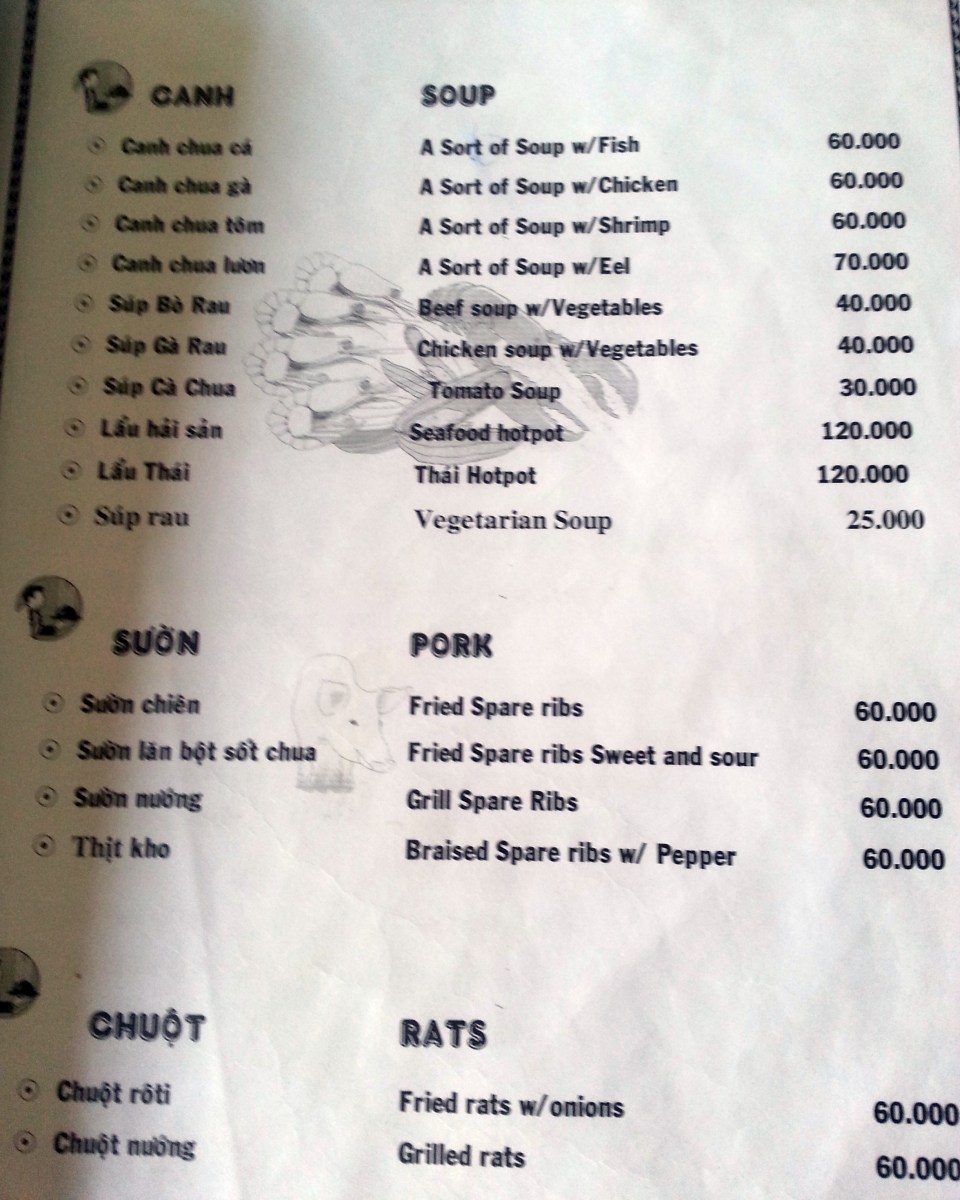 CANH SOUP
Canh chua cá A Sort of Soup w/Fish 60.000
Canh chua gà A Sort of Soup w/Chicken 60.000
Canh chua tôm A Sort of Soup w/Shrimp 60.000
Canh chua lươn A Sort of Soup w/Eel 70.000
Súp Bò Rau Beef soup w/Vegetables 40.000
Súp Gà Rau Chicken soup w/Vegetables 40.000
Súp Cà Chua Tomato Soup 30.000
Lẩu hải sản Seafood hotpot 120.000
Lẩu Thái Thái Hotpot 120.000
Súp rau Vegetarian Soup 25.000
SƯỜN PORK
Sườn chiên Fried Spare ribs 60.000
Sườn lăn bột sốt chua Fried Spare ribs Sweet and sour 60.000
Sườn nướng Grill Spare Ribs 60.000
Thịt kho Braised Spare ribs w/ Pepper 60.000
CHUỘT RATS
Chuột rôti Fried rats w/onions 60.000
Chuột nướng Grilled rats 60.000